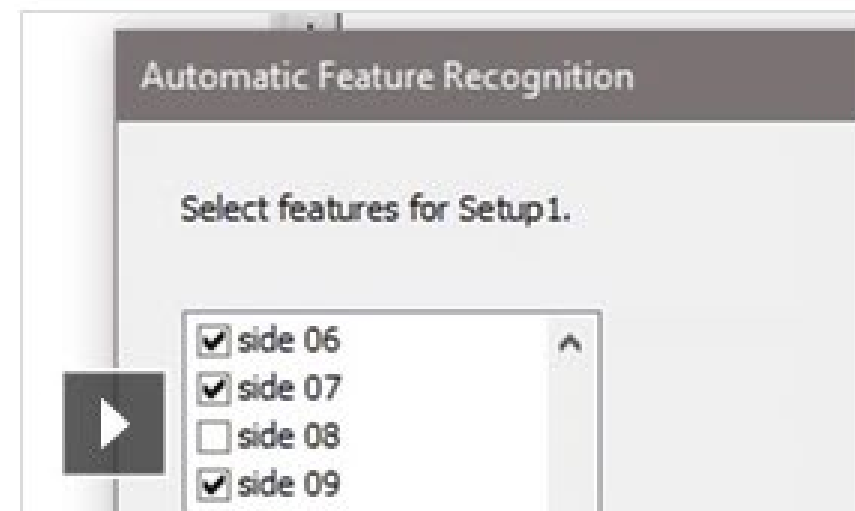 Automatic Feature Recognition
Select features for Setup1.
side 06
side 07
side 08
side 09